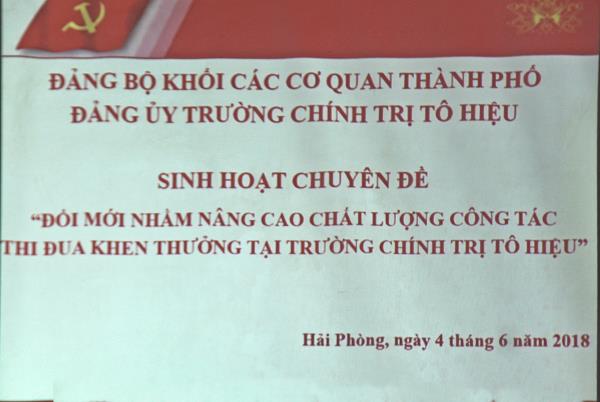 ĐẢNG BỘ KHỐI CÁC CƠ QUAN THÀNH PHỐ
ĐẢNG ỦY TRƯỜNG CHÍNH TRỊ TÔ HIỆU
SINH HOẠT CHUYÊN ĐỀ
“ĐỔI MỚI NHẰM NÂNG CAO CHẤT LƯỢNG CÔNG TÁC
THI ĐUA KHEN THƯỞNG TẠI TRƯỜNG CHÍNH TRỊ TÔ HIỆU”
Hải Phòng, ngày 4 tháng 6 năm 2018